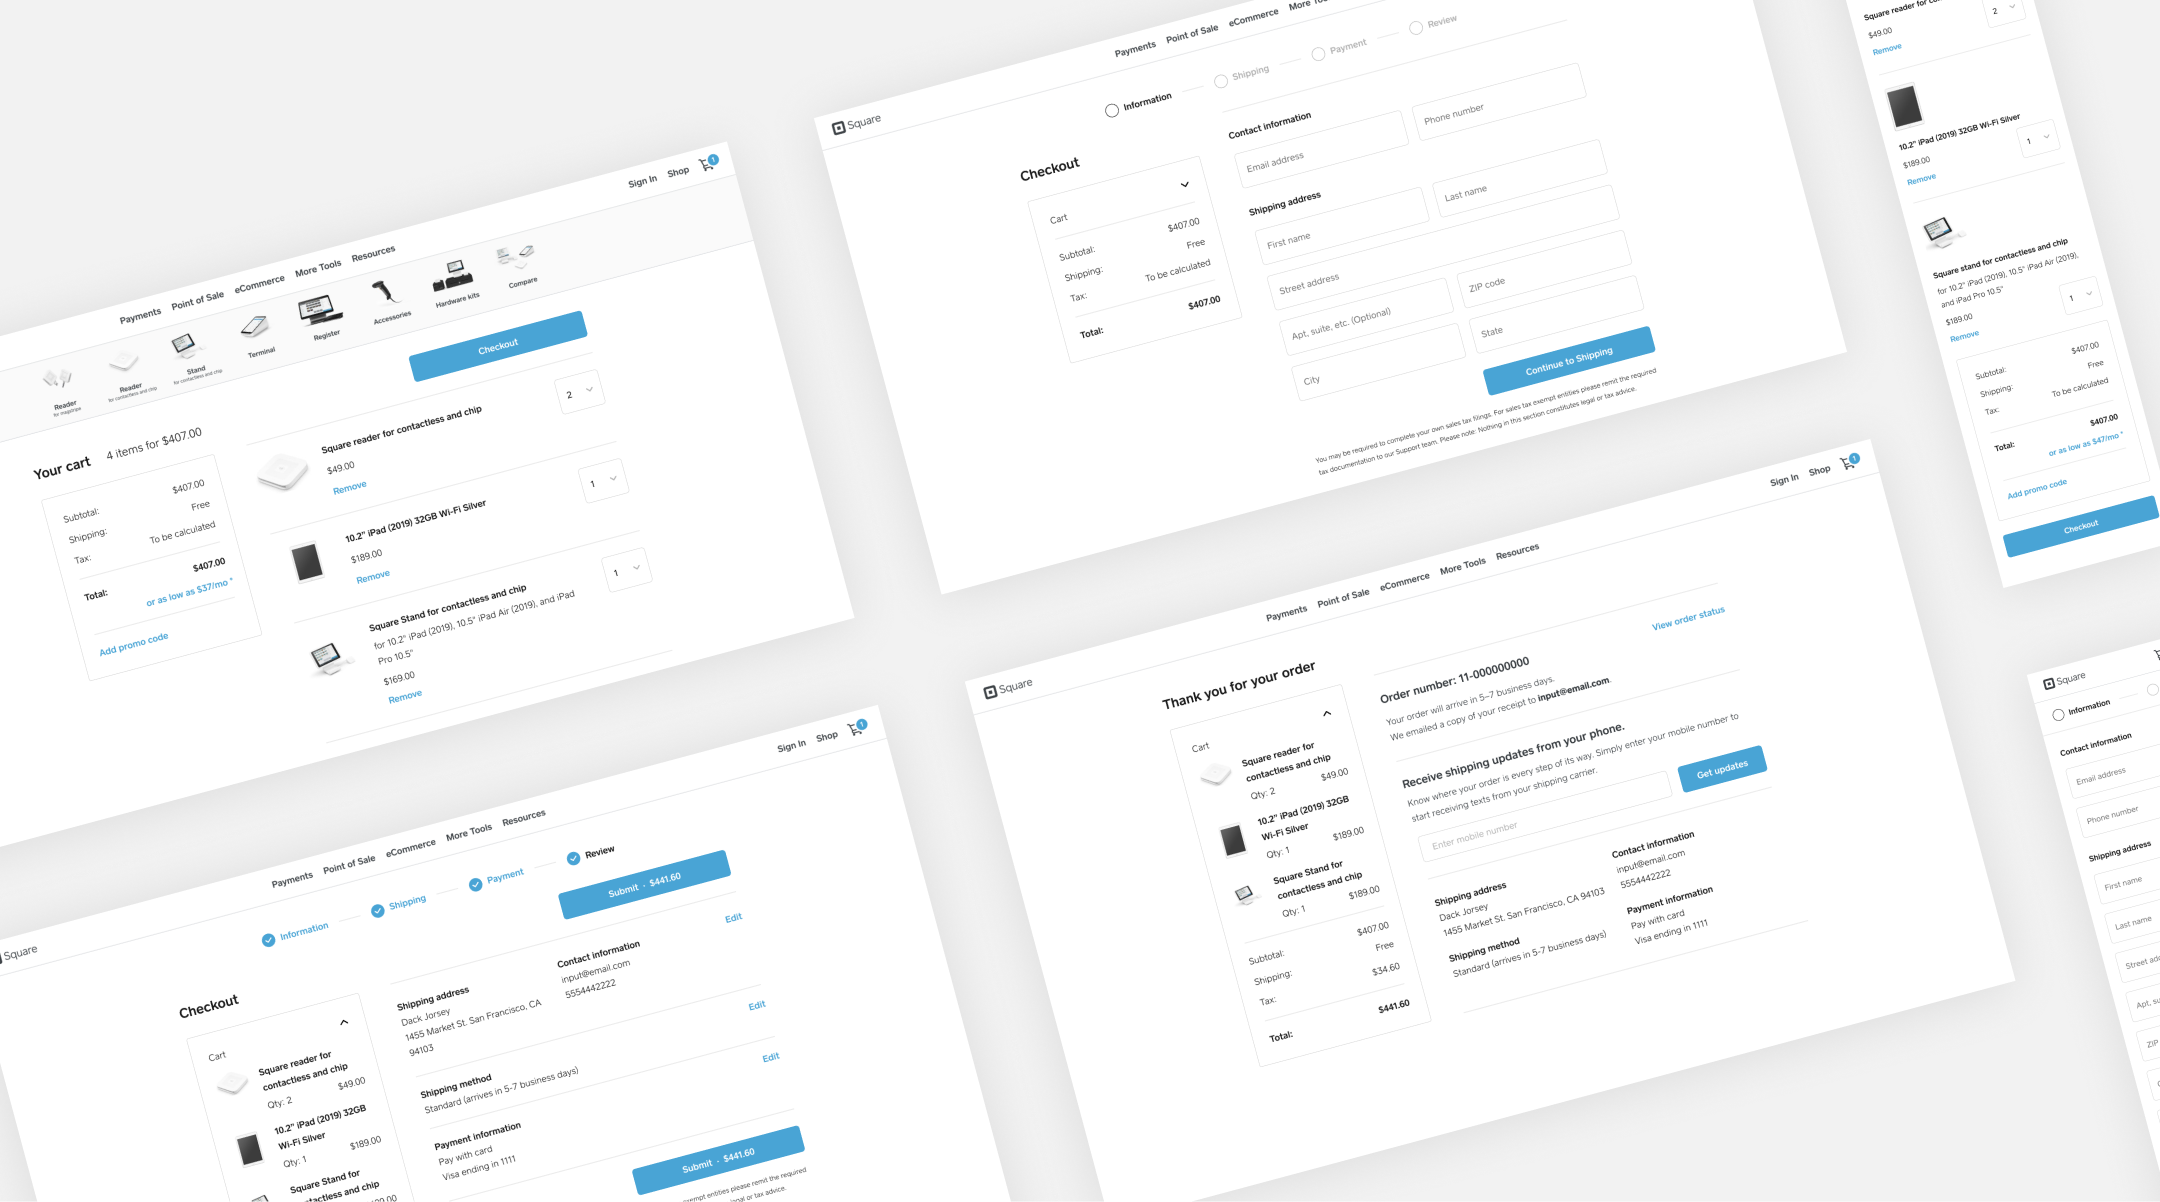 Sign In
Shop
1
Payments
Point of Sale
eCommerce
More Tools
Resources
Reader
for magstripe
Reader
for contactless and chip
Stand
for contactless and chip
Terminal
Register
Accessories
Hardware kits
Compare
Checkout
Your cart
4 items for $407.00
Subtotal:
$407.00
Shipping:
Free
Tax:
To be calculated
Total:
$407.00
or as low as $37/mo *
Add promo code
Square reader for contactless and chip
$49.00
Remove
2
10.2" iPad (2019) 32GB Wi-Fi Silver
$189.00
Remove
1
Square Stand for contactless and chip
for 10.2" iPad (2019), 10.5" iPad Air (2019), and iPad
Pro 10.5"
$169.00
Remove
1
Square
Payments
Point of Sale
eCommerce
Information
Shipping
Payment
Review
Checkout
Cart
Subtotal:
$407.00
Shipping:
Free
Tax:
To be calculated
Total:
$407.00
Contact information
Email address
Phone number
Shipping address
First name
Last name
Street address
Apt, suite, etc. (Optional)
ZIP code
City
State
Continue to Shipping
You may be required to complete your own sales tax filings. For sales tax exempt entities please remit the required
tax documentation to our Support team. Please note: Nothing in this section constitutes legal or tax advice.
Square reader for
$49.00
Remove
2
10.2" iPad (2019) 32GB Wi-Fi Silver
$189.00
Remove
1
Square stand for contactless and chip
for 10.2" iPad (2019), 10.5" iPad Air (2019),
and iPad Pro 10.5"
$189.00
Remove
1
Subtotal:
$407.00
Shipping:
Free
Tax:
To be calculated
Total:
$407.00
or as low as $47/mo *
Add promo code
Checkout
Square
Sign In
Shop
1
Payments
Point of Sale
eCommerce
More Tools
Resources
Information
Shipping
Payment
Review
Submit - $441.60
Checkout
Cart
Square reader for
contactless and chip
Qty: 2
$49.00
10.2" iPad (2019) 32GB
Wi-Fi Silver
Qty: 1
$189.00
Square Stand for
contactless and chip
Shipping address
Dack Jorsey
1455 Market St. San Francisco, CA
94103
Contact information
input@email.com
5554442222
Edit
Shipping method
Standard (arrives in 5-7 business days)
Edit
Payment information
Pay with card
Visa ending in 1111
Edit
Submit - $441.60
exempt entities please remit the required
legal or tax advice.
Square
Sign In
Shop
1
Payments
Point of Sale
eCommerce
More Tools
Resources
Thank you for your order
Cart
Square reader for
contactless and chip
Qty: 2
$49.00
10.2" iPad (2019) 32GB
Wi-Fi Silver
Qty: 1
$189.00
Square Stand for
contactless and chip
Qty: 1
$189.00
Subtotal:
$407.00
Shipping:
Free
Tax:
$34.60
Total:
$441.60
View order status
Order number: 11-000000000
Your order will arrive in 5–7 business days.
We emailed a copy of your receipt to input@email.com.
Receive shipping updates from your phone.
Know where your order is every step of its way. Simply enter your mobile number to
start receiving texts from your shipping carrier.
Enter mobile number
Get updates
Shipping address
Dack Jorsey
1455 Market St. San Francisco, CA 94103
Contact information
input@email.com
5554442222
Shipping method
Standard (arrives in 5-7 business days)
Payment information
Pay with card
Visa ending in 1111
Square
Information
Contact information
Email address
Phone number
Shipping address
First name
Last name
Street
Apt,
ZIP